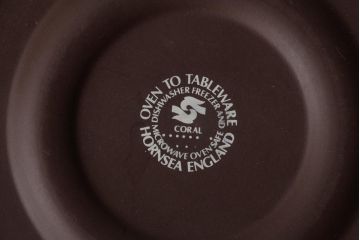 OVEN TO TABLEWARE
DISHWASHER FREEZER AND
CORAL
MICROWAVE OVEN SAFE
HORNSEA ENGLAND